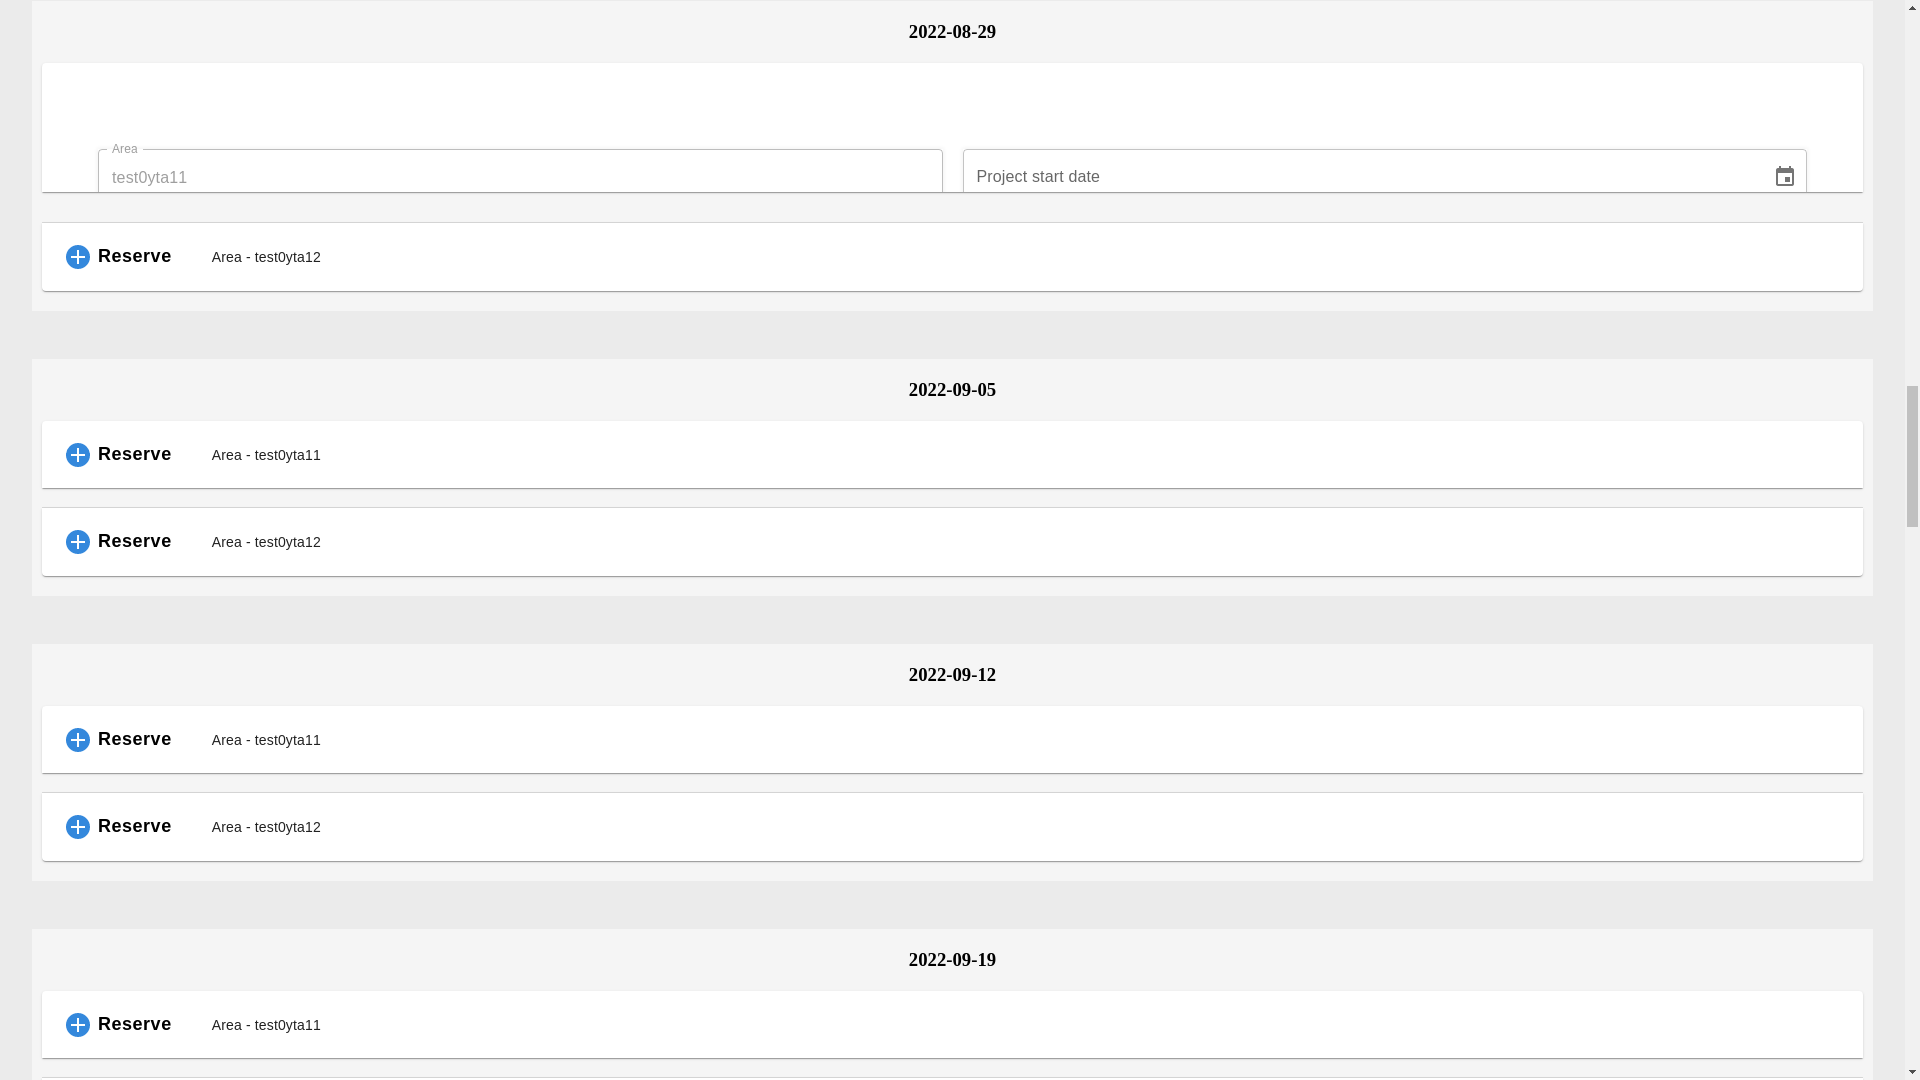 2022-08-29
Area
test0yta11
Project start date
Reserve Area - test0yta12
2022-09-05
Reserve Area - test0yta11
Reserve Area - test0yta12
2022-09-12
Reserve Area - test0yta11
Reserve Area - test0yta12
2022-09-19
Reserve Area - test0yta11